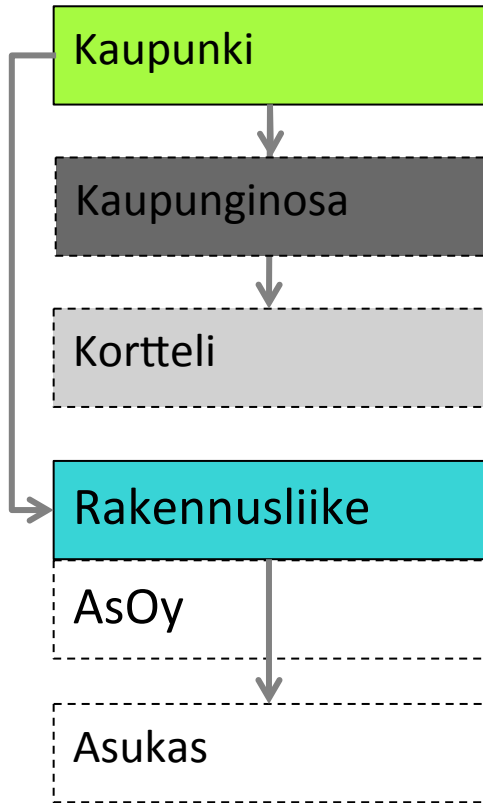 Kaupunki
Kaupunginosa
Kortteli
Rakennusliike
AsOy
Asukas